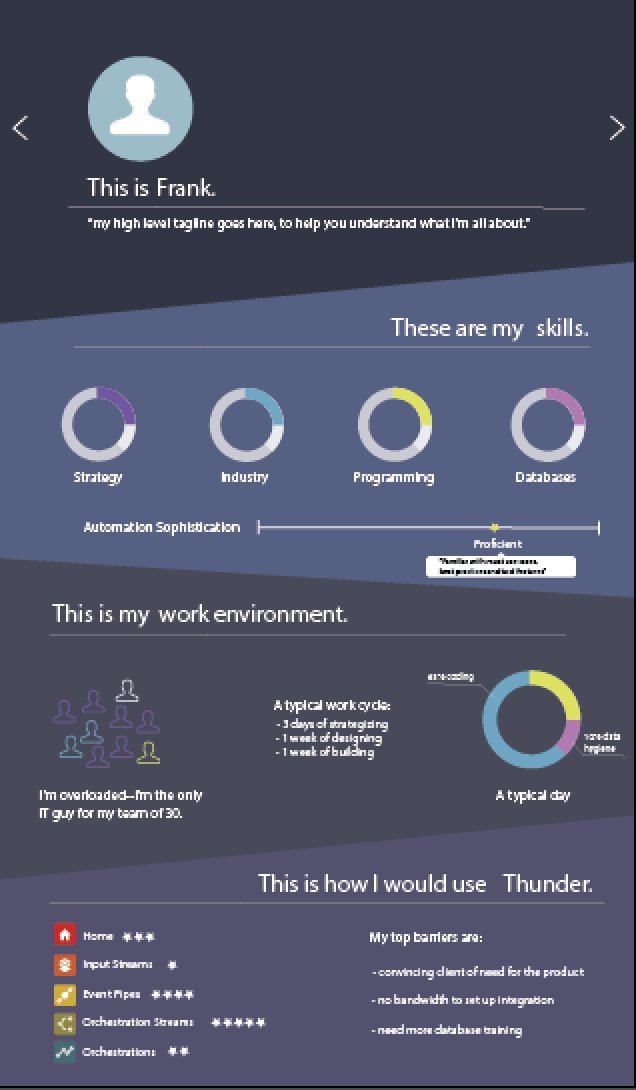 This is Frank.
"my high level tagline goes here, to help you understand what I'm all about."
These are my skills.
Strategy
Industry
Programming
Databases
Automation Sophistication
Proficient
This is my work environment.
A typical work cycle:
- 3 days of strategizing
- 1 week of designing
- 1 week of building
hygiene
I'm overloaded--I'm the only
IT guy for my team of 30.
A typical day
This is how I would use Thunder.
Home
Input Streams
Event Pipes
Orchestration Streams
Orchestrations
My top barriers are:
- convincing client of need for the product
- no bandwidth to set up integration
- need more database training